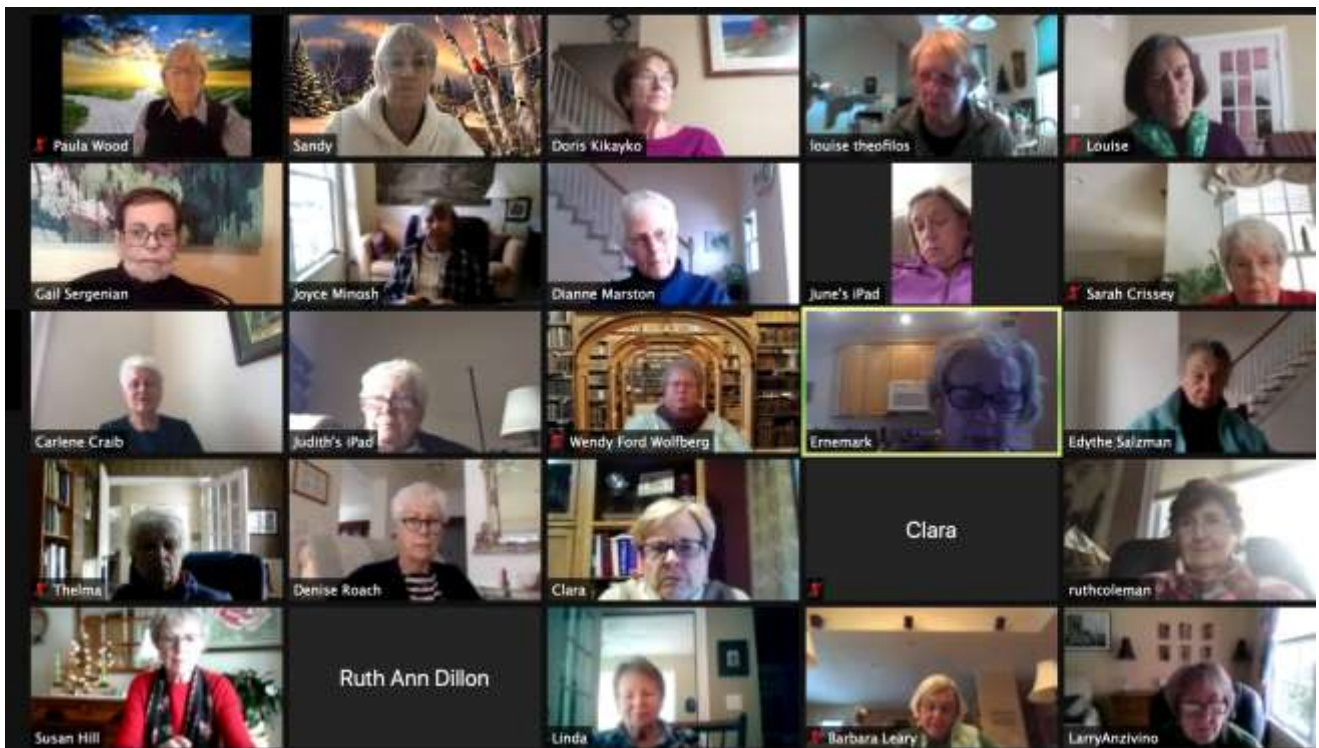 Paula Wood
Sandy
Doris Kikayko
louise theofilos
Louise
Gail Sergenian
Joyce Minosh
Dianne Marston
June's iPad
Sarah Crissey
Carlene Craib
Judith's iPad
Wendy Ford Wolfberg
Ernemark
Edythe Salzman
Thelma
Denise Roach
Clara
Clara
ruthcoleman
Susan Hill
Ruth Ann Dillon
Linda
Barbara Leary
LarryAnzivino